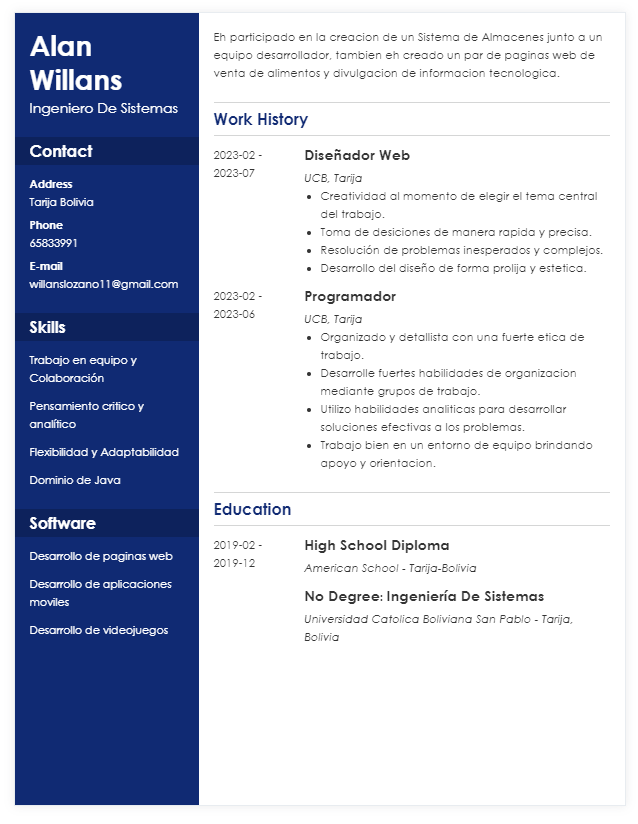 Alan
Willans
Ingeniero De Sistemas
Contact
Address
Tarija Bolivia
Phone
65833991
E-mail
willanslozano11@gmail.com
Skills
Trabajo en equipo y
Colaboración
Pensamiento critico y
analítico
Flexibilidad y Adaptabilidad
Dominio de Java
Software
Desarrollo de paginas web
Desarrollo de aplicaciones
moviles
Desarrollo de videojuegos
Eh participado en la creacion de un Sistema de Almacenes junto a un
equipo desarrollador, tambien eh creado un par de paginas web de
venta de alimentos y divulgacion de informacion tecnologica.
Work History
2023-02 -
2023-07
Diseñador Web
UCB, Tarija
• Creatividad al momento de elegir el tema central
del trabajo.
• Toma de desiciones de manera rapida y precisa.
• Resolución de problemas inesperados y complejos.
• Desarrollo del diseño de forma prolija y estetica.
2023-02 -
2023-06
Programador
UCB, Tarija
• Organizado y detallista con una fuerte etica de
trabajo.
• Desarrolle fuertes habilidades de organizacion
mediante grupos de trabajo.
• Utilizo habilidades analiticas para desarrollar
soluciones efectivas a los problemas.
• Trabajo bien en un entorno de equipo brindando
apoyo y orientacion.
Education
2019-02 -
2019-12
High School Diploma
American School - Tarija-Bolivia
No Degree: Ingeniería De Sistemas
Universidad Catolica Boliviana San Pablo - Tarija,
Bolivia